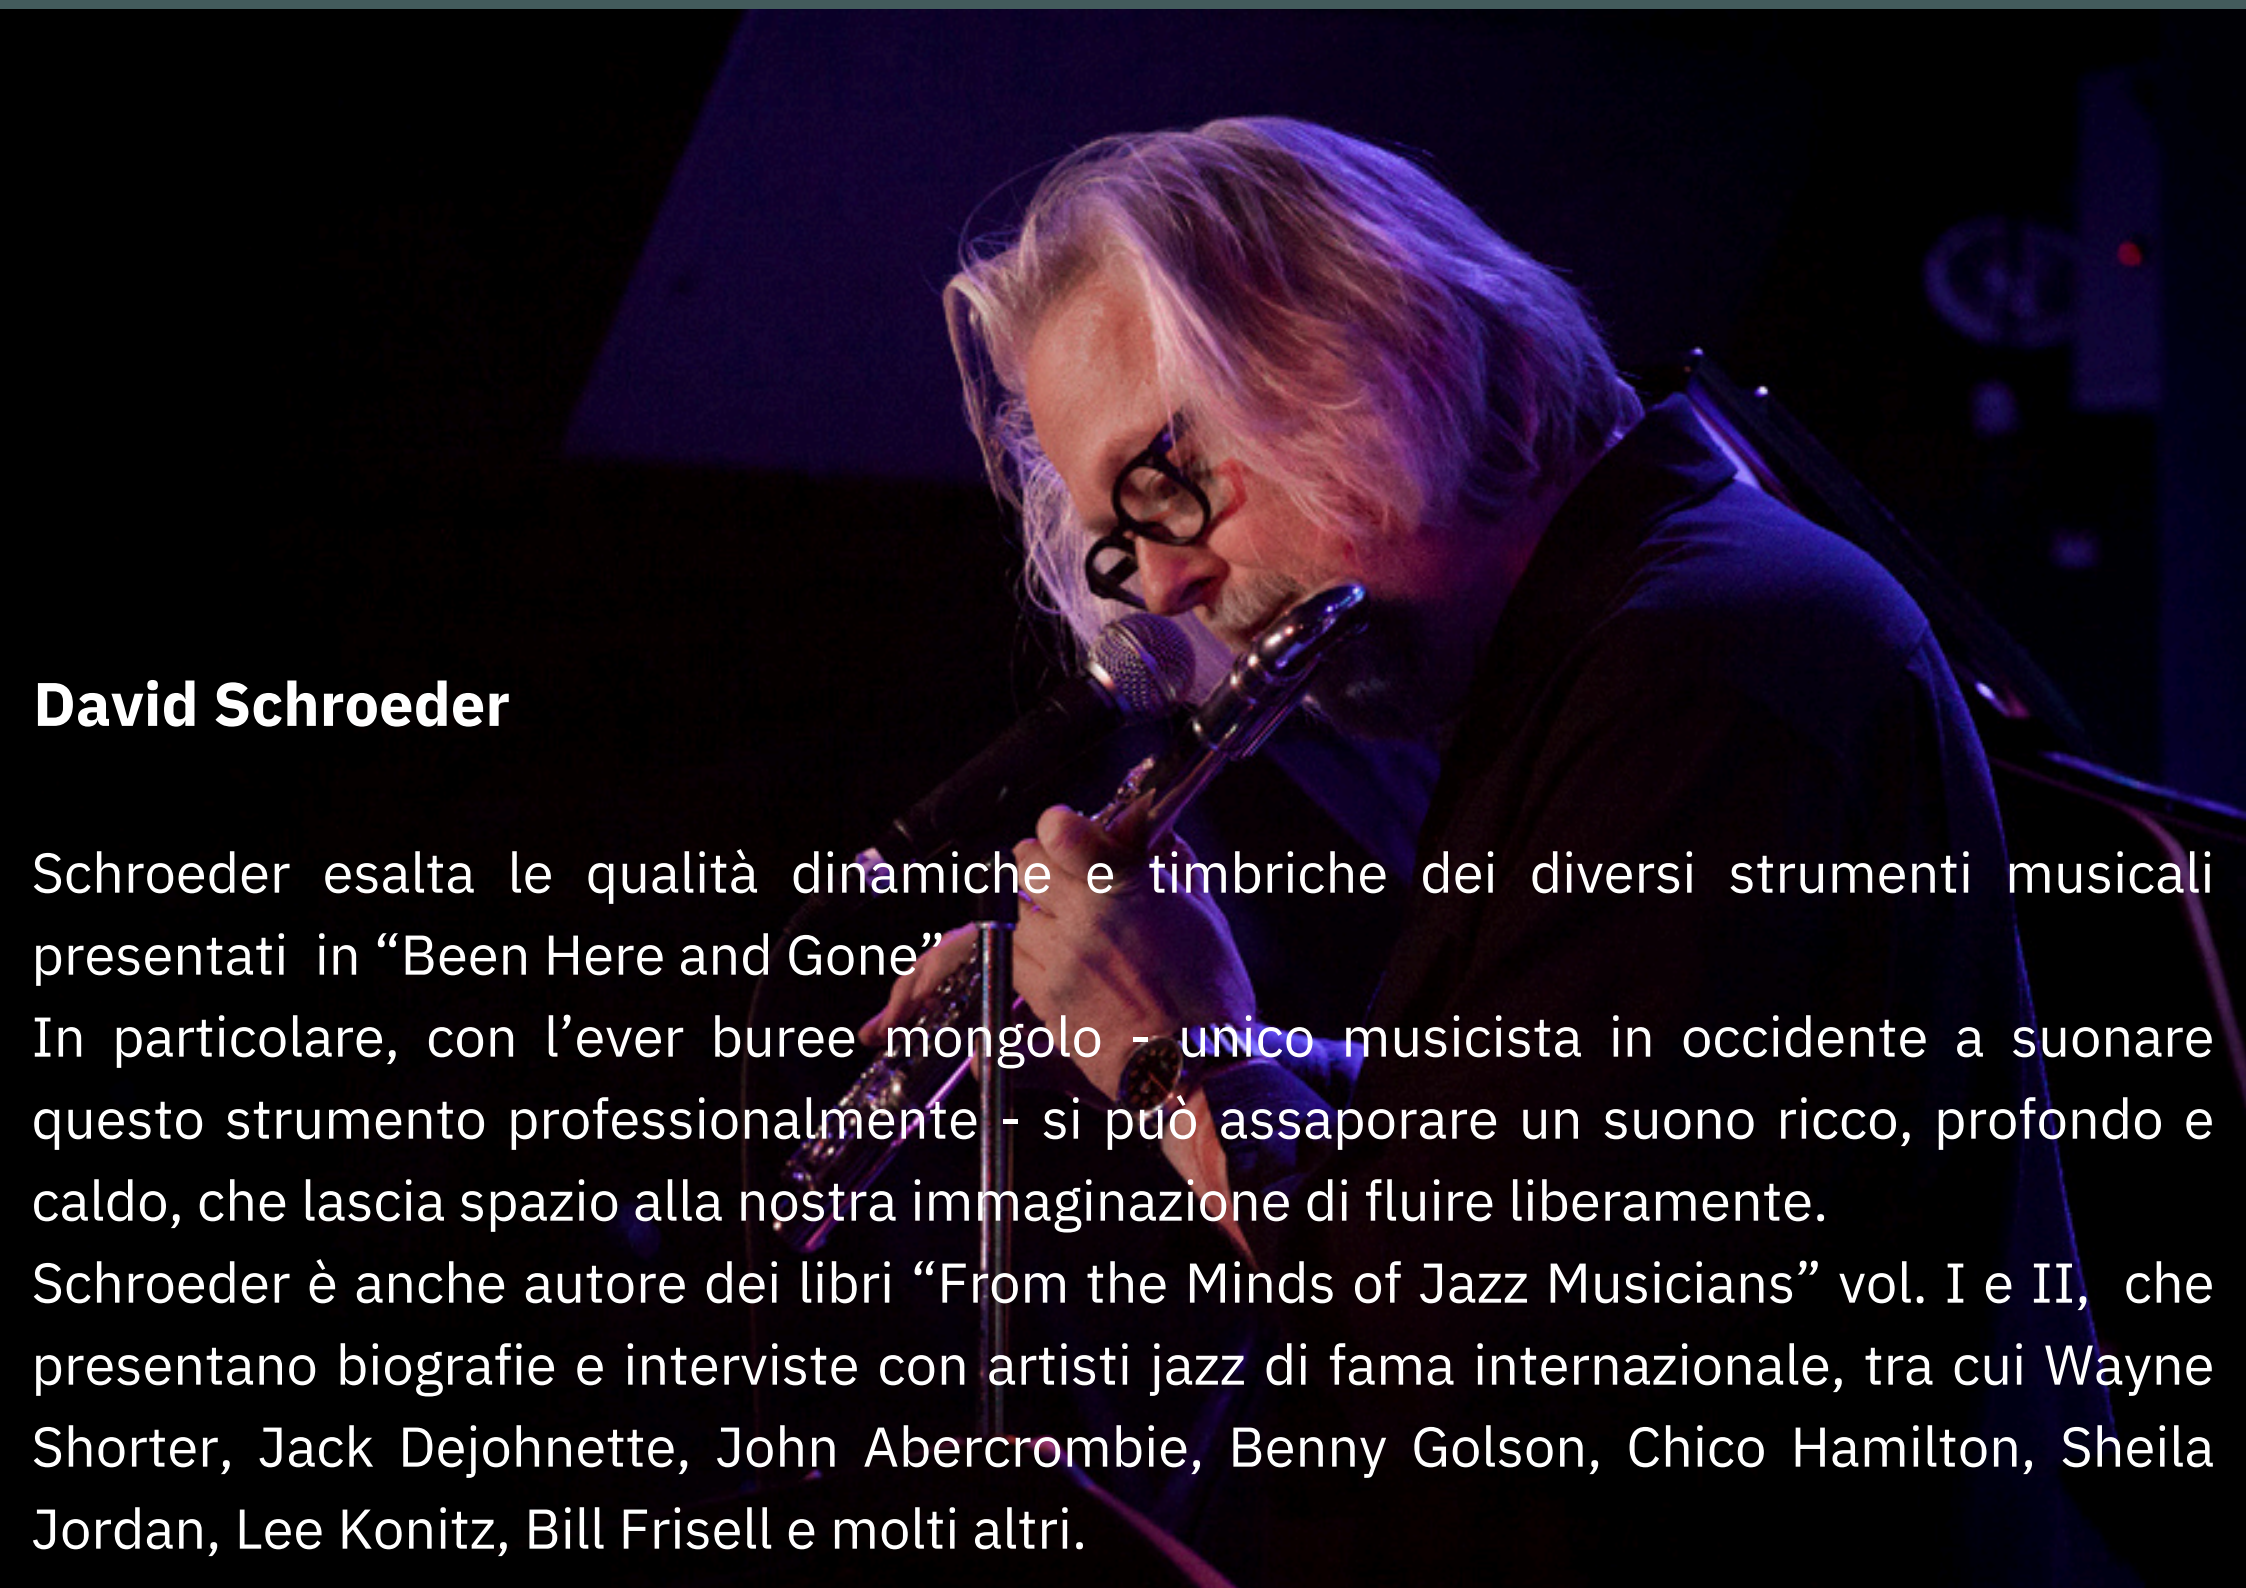 David Schroeder
Schroeder esalta le qualità dinamiche e timbriche dei diversi strumenti musicali
presentati in “Been Here and Gone”
In particolare, con l’ever buree mongolo - unico musicista in occidente a suonare
questo strumento professionalmente - si può assaporare un suono ricco, profondo e
caldo, che lascia spazio alla nostra immaginazione di fluire liberamente.
Schroeder è anche autore dei libri “From the Minds of Jazz Musicians” vol. I e II, che
presentano biografie e interviste con artisti jazz di fama internazionale, tra cui Wayne
Shorter, Jack Dejohnette, John Abercrombie, Benny Golson, Chico Hamilton, Sheila
Jordan, Lee Konitz, Bill Frisell e molti altri.